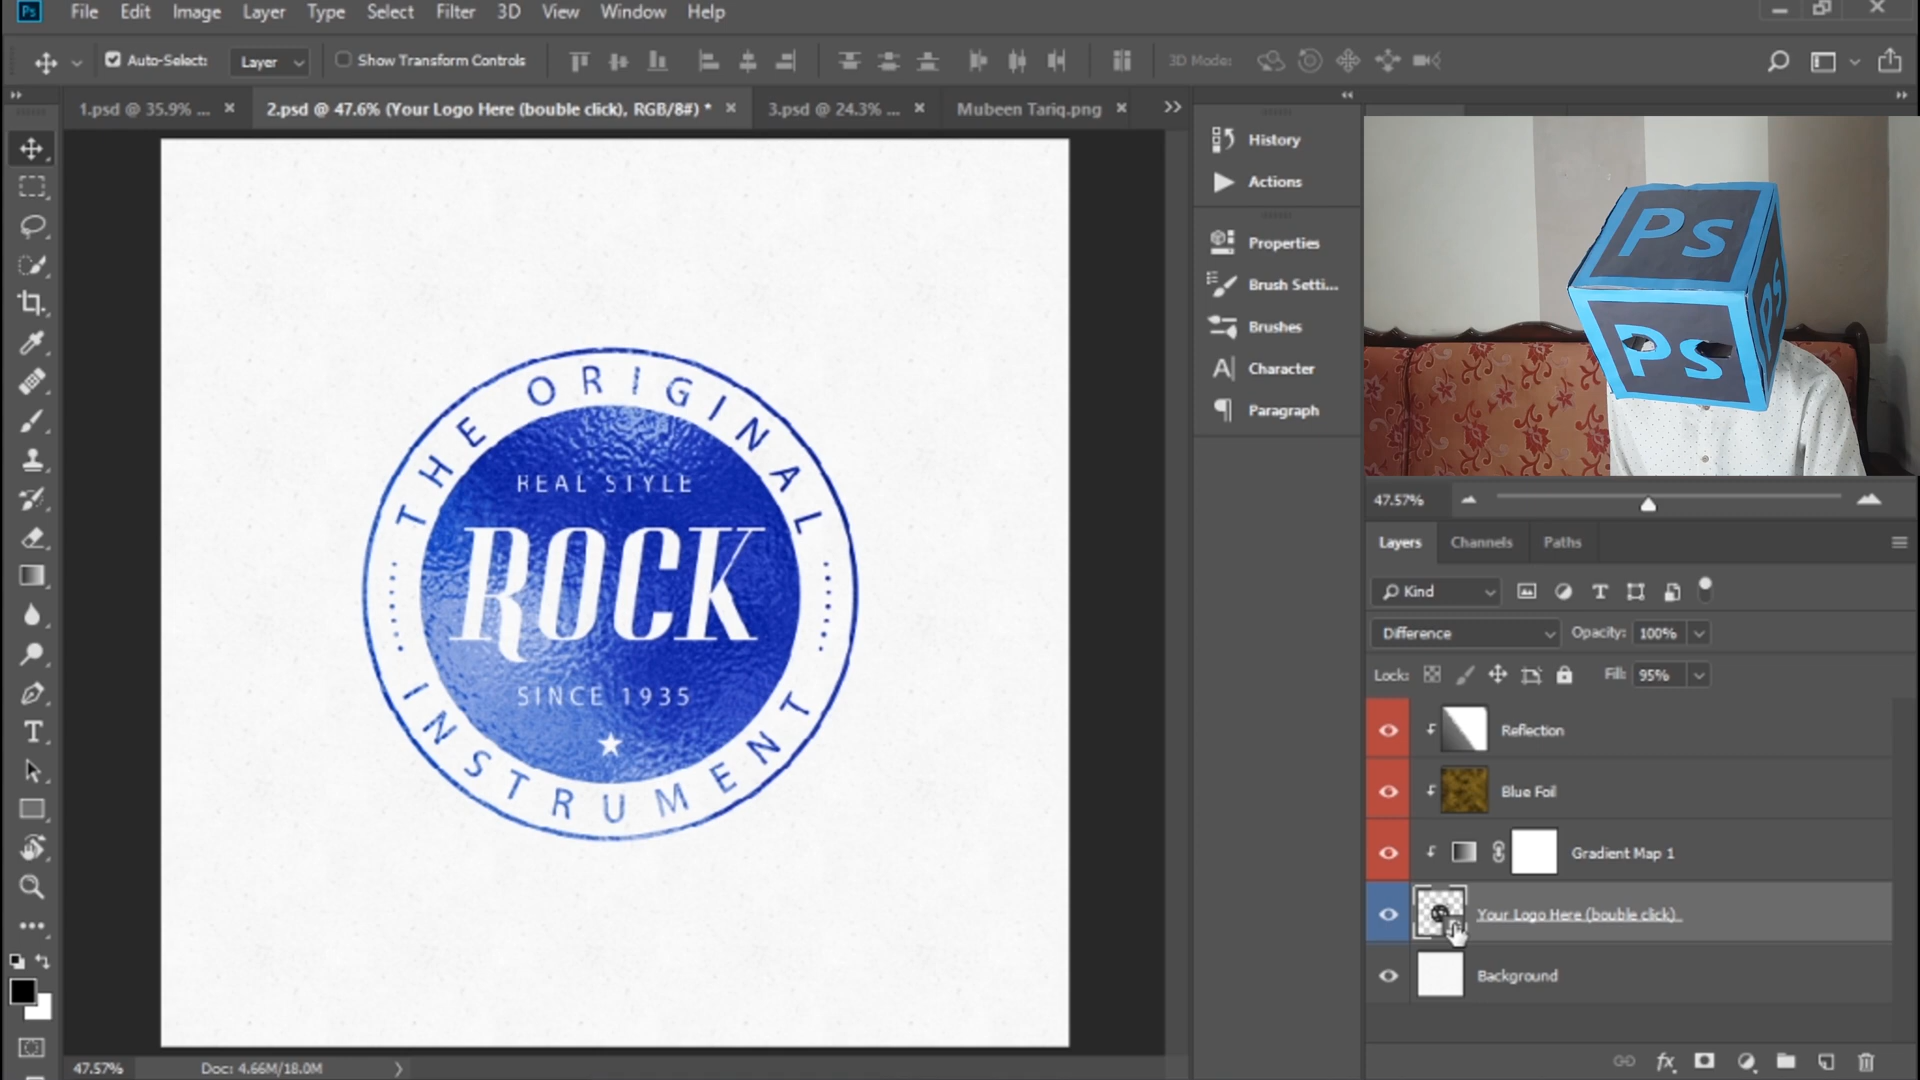 Ps File Edit Image Layer Type Select Filter 3D View Window Help
Auto-Select: Layer Show Transform Controls 3D Mode:
1.psd @ 35.9% ... × 2.psd @ 47.6% (Your Logo Here (bouble click), RGB/8#) * × 3.psd @ 24.3% ... × Mubeen Tariq.png ×
History
Actions
Properties
Brush Setti...
Brushes
Character
Paragraph
Ps
Ps
Ps
THE ORIGINAL
REAL STYLE
ROCK
SINCE 1935
INSTRUMENT
47.57%
Layers Channels Paths
Kind
Difference Opacity: 100%
Lock: Fill: 95%
Reflection
Blue Foil
Gradient Map 1
Your Logo Here (bouble click)
Background
fx
47.57% Doc: 4.66M/18.0M